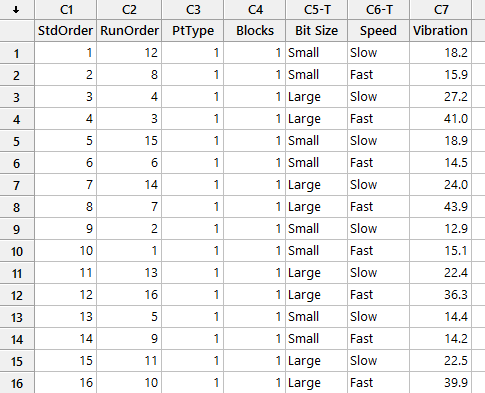 ↓ C1 C2 C3 C4 C5-T C6-T C7
StdOrder RunOrder PtType Blocks Bit Size Speed Vibration
1 1 12 1 1 Small Slow 18.2
2 2 8 1 1 Small Fast 15.9
3 3 4 1 1 Large Slow 27.2
4 4 3 1 1 Large Fast 41.0
5 5 15 1 1 Small Slow 18.9
6 6 6 1 1 Small Fast 14.5
7 7 14 1 1 Large Slow 24.0
8 8 7 1 1 Large Fast 43.9
9 9 2 1 1 Small Slow 12.9
10 10 1 1 1 Small Fast 15.1
11 11 13 1 1 Large Slow 22.4
12 12 16 1 1 Large Fast 36.3
13 13 5 1 1 Small Slow 14.4
14 14 9 1 1 Small Fast 14.2
15 15 11 1 1 Large Slow 22.5
16 16 10 1 1 Large Fast 39.9